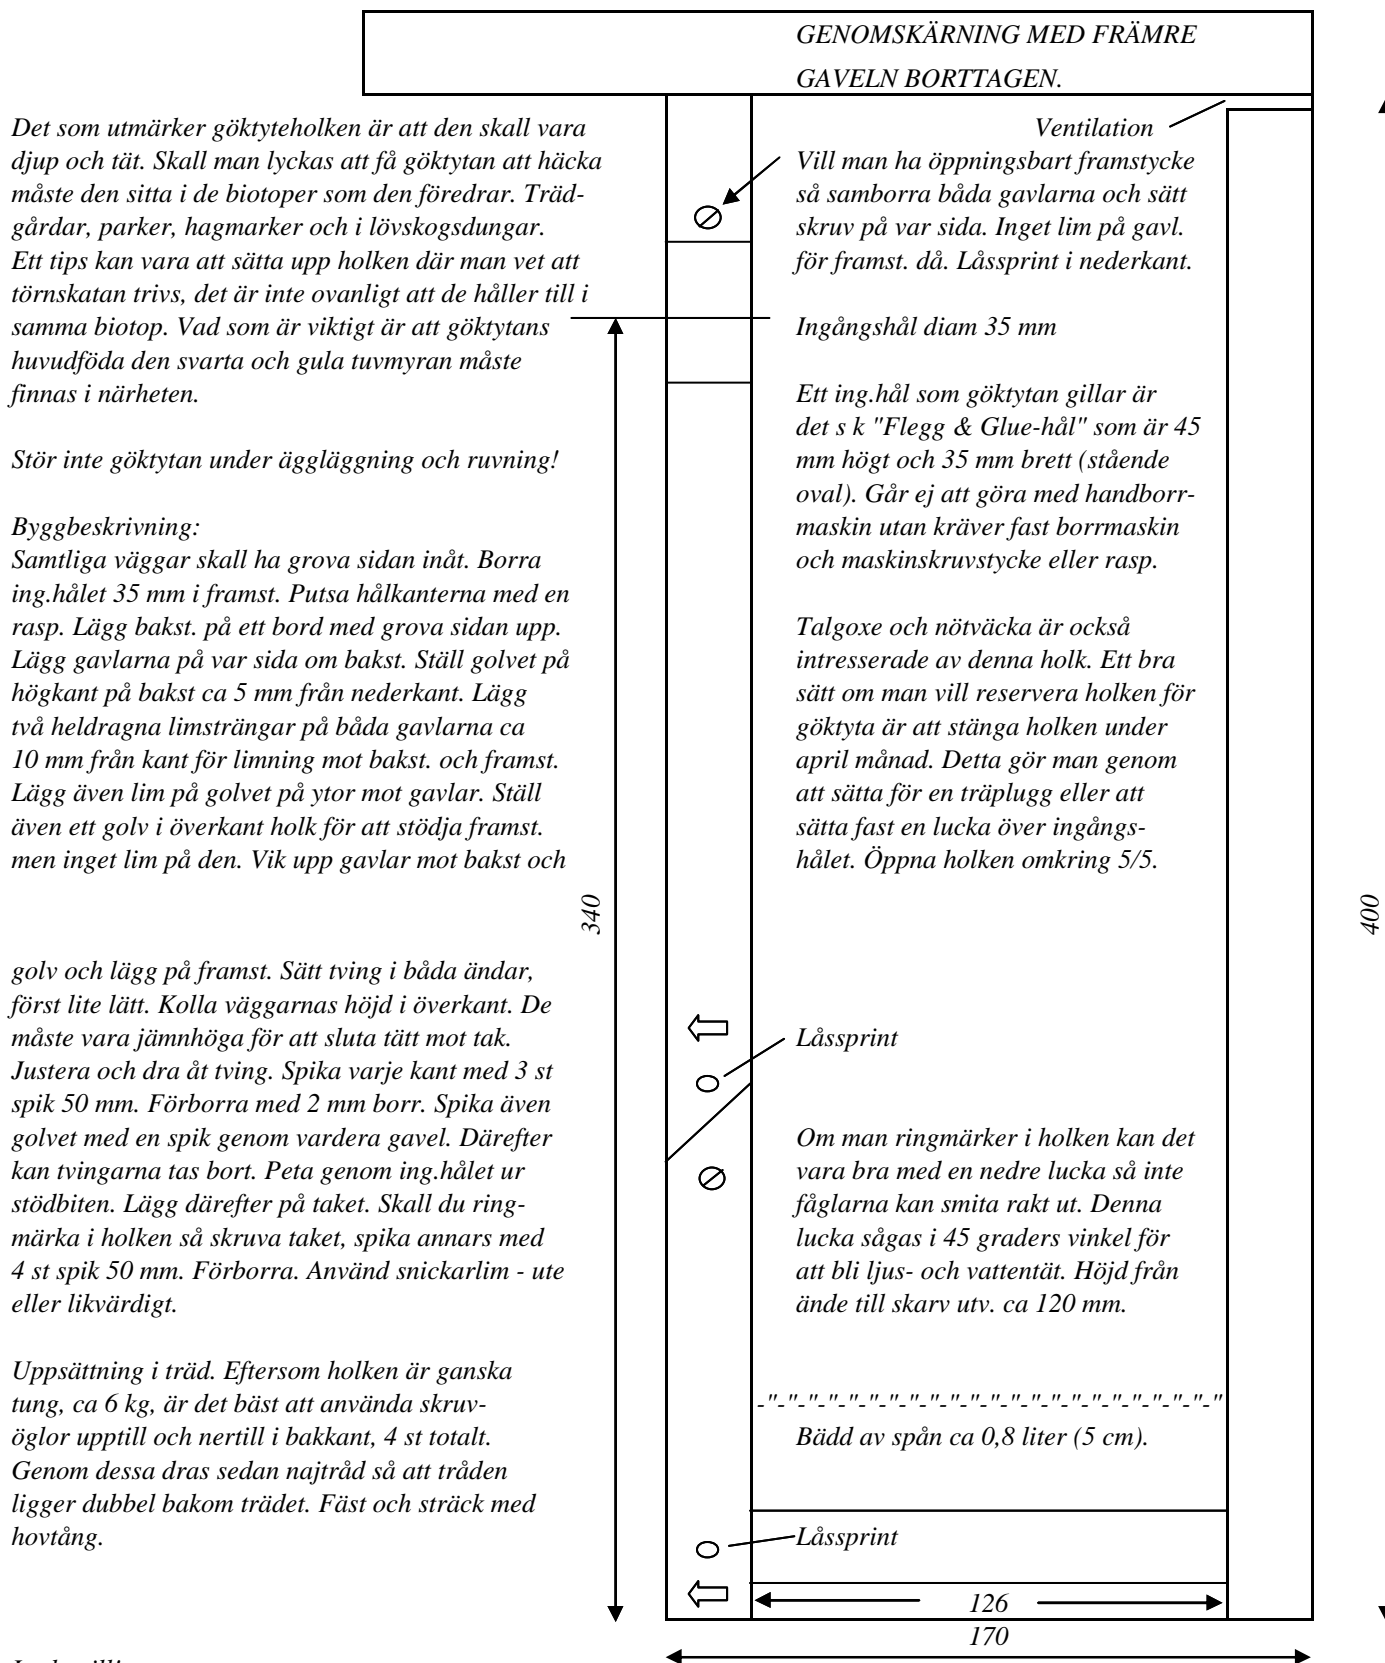 GENOMSKÄRNING MED FRÄMRE
GAVELN BORTTAGEN.
Det som utmärker göktyteholken är att den skall vara
djup och tät. Skall man lyckas att få göktytan att häcka
måste den sitta i de biotoper som den föredrar. Träd-
gårdar, parker, hagmarker och i lövskogsdungar.
Ett tips kan vara att sätta upp holken där man vet att
törnskatan trivs, det är inte ovanligt att de håller till i
samma biotop. Vad som är viktigt är att göktytans
huvudföda den svarta och gula tuvmyran måste
finnas i närheten.
Stör inte göktytan under äggläggning och ruvning!
Byggbeskrivning:
Samtliga väggar skall ha grova sidan inåt. Borra
ing.hålet 35 mm i framst. Putsa hålkanterna med en
rasp. Lägg bakst. på ett bord med grova sidan upp.
Lägg gavlarna på var sida om bakst. Ställ golvet på
högkant på bakst ca 5 mm från nederkant. Lägg
två heldragna limsträngar på båda gavlarna ca
10 mm från kant för limning mot bakst. och framst.
Lägg även lim på golvet på ytor mot gavlar. Ställ
även ett golv i överkant holk för att stödja framst.
men inget lim på den. Vik upp gavlar mot bakst och
golv och lägg på framst. Sätt tving i båda ändar,
först lite lätt. Kolla väggarnas höjd i överkant. De
måste vara jämnhöga för att sluta tätt mot tak.
Justera och dra åt tving. Spika varje kant med 3 st
spik 50 mm. Förborra med 2 mm borr. Spika även
golvet med en spik genom vardera gavel. Därefter
kan tvingarna tas bort. Peta genom ing.hålet ur
stödbiten. Lägg därefter på taket. Skall du ring-
märka i holken så skruva taket, spika annars med
4 st spik 50 mm. Förborra. Använd snickarlim - ute
eller likvärdigt.
Uppsättning i träd. Eftersom holken är ganska
tung, ca 6 kg, är det bäst att använda skruv-
öglor upptill och nertill i bakkant, 4 st totalt.
Genom dessa dras sedan najtråd så att tråden
ligger dubbel bakom trädet. Fäst och sträck med
hovtång.
340
Ventilation
Vill man ha öppningsbart framstycke
så samborra båda gavlarna och sätt
skruv på var sida. Inget lim på gavl.
för framst. då. Låssprint i nederkant.
Ingångshål diam 35 mm
Ett ing.hål som göktytan gillar är
det s k "Flegg & Glue-hål" som är 45
mm högt och 35 mm brett (stående
oval). Går ej att göra med handborr-
maskin utan kräver fast borrmaskin
och maskinskruvstycke eller rasp.
Talgoxe och nötväcka är också
intresserade av denna holk. Ett bra
sätt om man vill reservera holken för
göktyta är att stänga holken under
april månad. Detta gör man genom
att sätta för en träplugg eller att
sätta fast en lucka över ingångs-
hålet. Öppna holken omkring 5/5.
400
Låssprint
Om man ringmärker i holken kan det
vara bra med en nedre lucka så inte
fåglarna kan smita rakt ut. Denna
lucka sågas i 45 graders vinkel för
att bli ljus- och vattentät. Höjd från
ände till skarv utv. ca 120 mm.
-"-"-"-"-"-"-"-"-"-"-"-"-"-"-"-"-"-"-"-"-"-"-"
Bädd av spån ca 0,8 liter (5 cm).
Låssprint
126
170